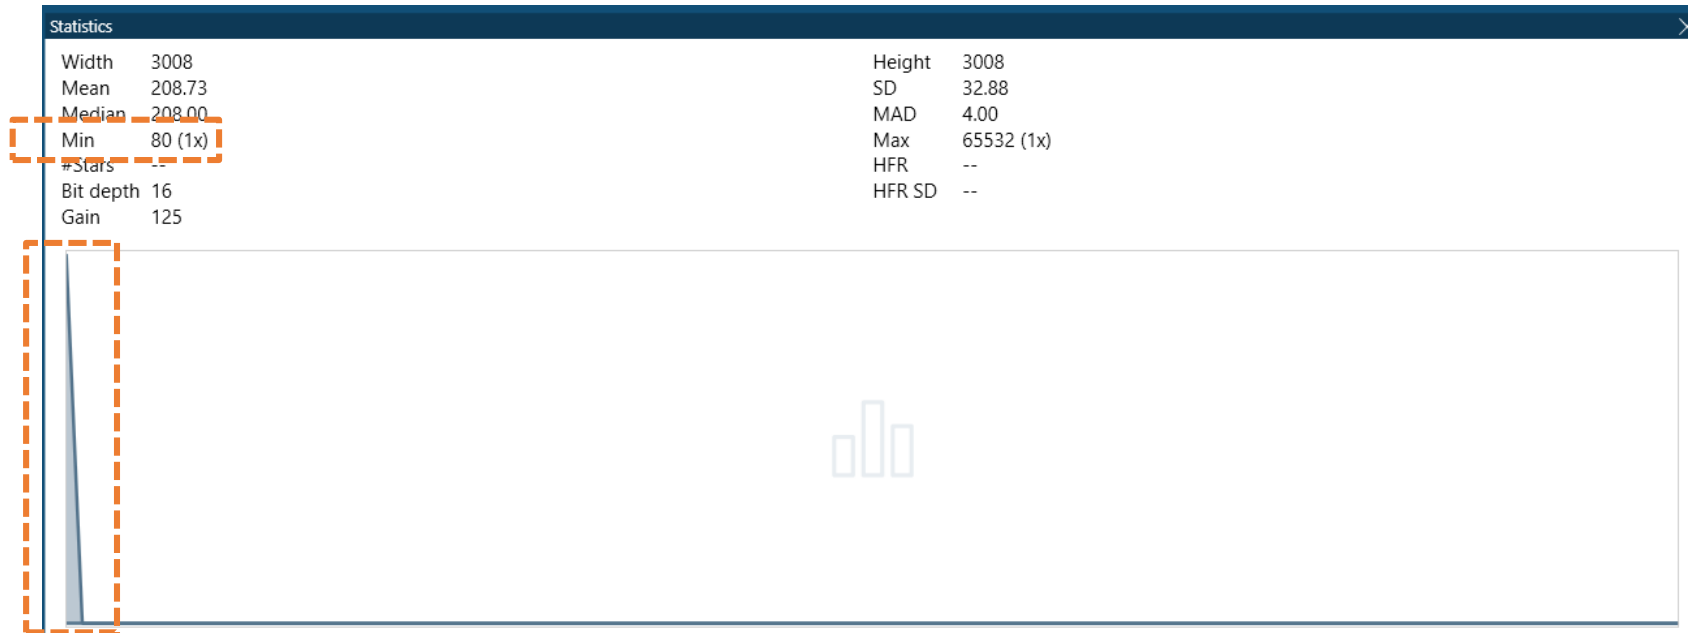 Statistics
Width 3008 Height 3008
Mean 208.73 SD 32.88
Median 208.00 MAD 4.00
Min 80 (1x) Max 65532 (1x)
#Stars -- HFR --
Bit depth 16 HFR SD --
Gain 125